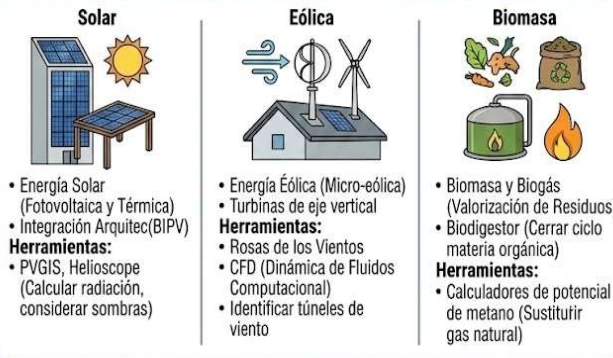 Solar
• Energía Solar
(Fotovoltaica y Térmica)
• Integración Arquitec(BIPV)
Herramientas:
• PVGIS, Helioscope
(Calcular radiación,
considerar sombras)
Eólica
• Energía Éólica (Micro-eólica)
• Turbinas de eje vertical
Herramientas:
• Rosas de los Vientos
• CFD (Dinámica de Fluidos
Computacional)
• Identificar túneles de
viento
Biomasa
• Biomasa y Biogás
(Valorización de Residuos
• Biodigestor (Cerrar ciclo
materia orgánica)
Herramientas:
• Calculadores de potencial
de metano (Sustituir
gas natural)